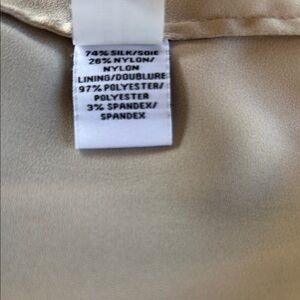 74% SILK/SOIE
26% NYLON/
NYLON
LINING/DOUBLURE
97% POLYESTER/
POLYESTER
3% SPANDEX/
SPANDEX